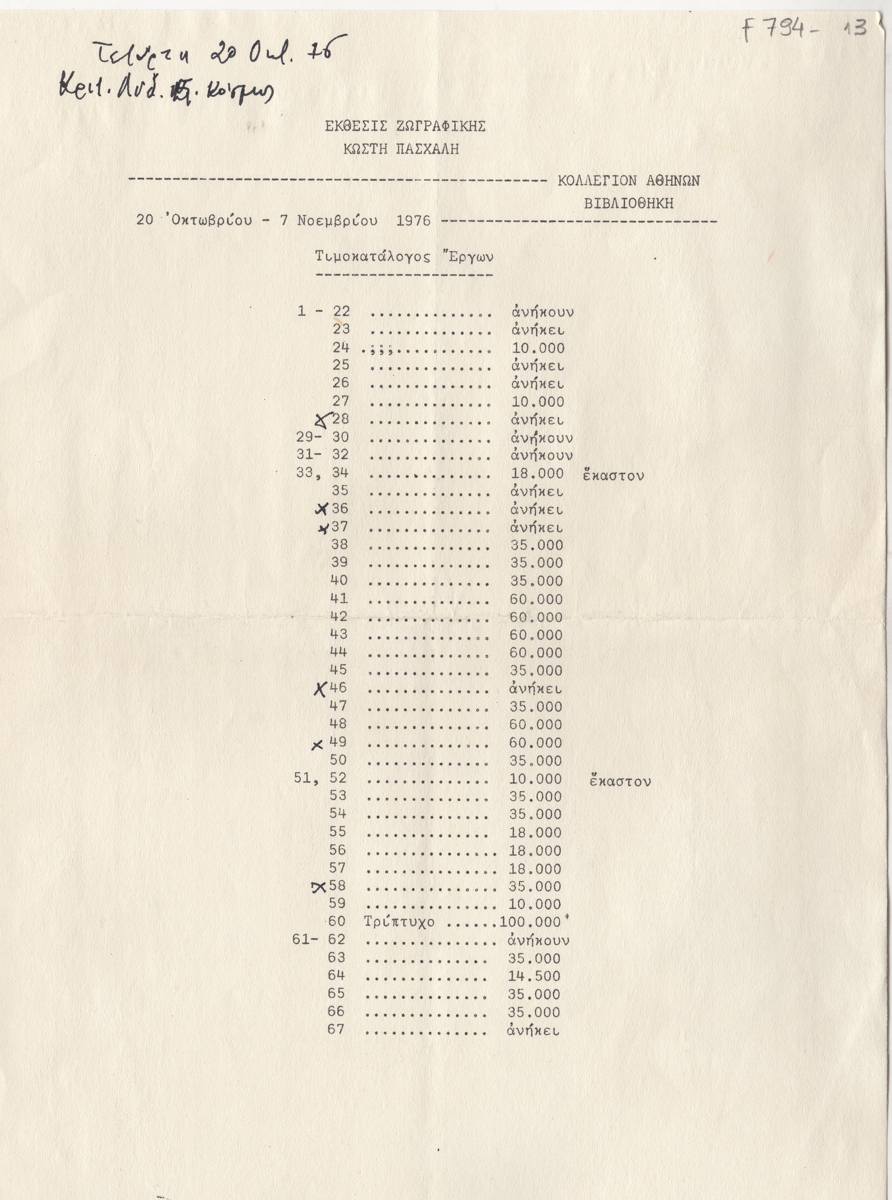 F 794 - 13
Τετάρτη 20 Οκτ. 76
Κριτ.
ΕΚΘΕΣΙΣ ΖΩΓΡΑΦΙΚΗΣ
ΚΩΣΤΗ ΠΑΣΧΑΛΗ
----------------------------------------------- ΚΟΛΛΕΓΙΟΝ ΑΘΗΝΩΝ
ΒΙΒΛΙΟΘΗΚΗ
20 Ὀκτωβρίου - 7 Νοεμβρίου 1976 -------------------------------
Τιμοκατάλογος Ἔργων
--------------------
1 - 22 .............. ἀνήκουν
23 .............. ἀνήκει
24 .;;;........... 10.000
25 .............. ἀνήκει
26 .............. ἀνήκει
27 .............. 10.000
x 28 .............. ἀνήκει
29- 30 .............. ἀνήκουν
31- 32 .............. ἀνήκουν
33, 34 .............. 18.000 ἕκαστον
35 .............. ἀνήκει
x 36 .............. ἀνήκει
x 37 .............. ἀνήκει
38 .............. 35.000
39 .............. 35.000
40 .............. 35.000
41 .............. 60.000
42 .............. 60.000
43 .............. 60.000
44 .............. 60.000
45 .............. 35.000
x 46 .............. ἀνήκει
47 .............. 35.000
48 .............. 60.000
x 49 .............. 60.000
50 .............. 35.000
51, 52 .............. 10.000 ἕκαστον
53 .............. 35.000
54 .............. 35.000
55 .............. 18.000
56 ............... 18.000
57 ............... 18.000
x 58 .............. 35.000
59 ............... 10.000
60 Τρίπτυχο ......100.000'
61- 62 ............... ἀνήκουν
63 .............. 35.000
64 .............. 14.500
65 .............. 35.000
66 .............. 35.000
67 .............. ἀνήκει